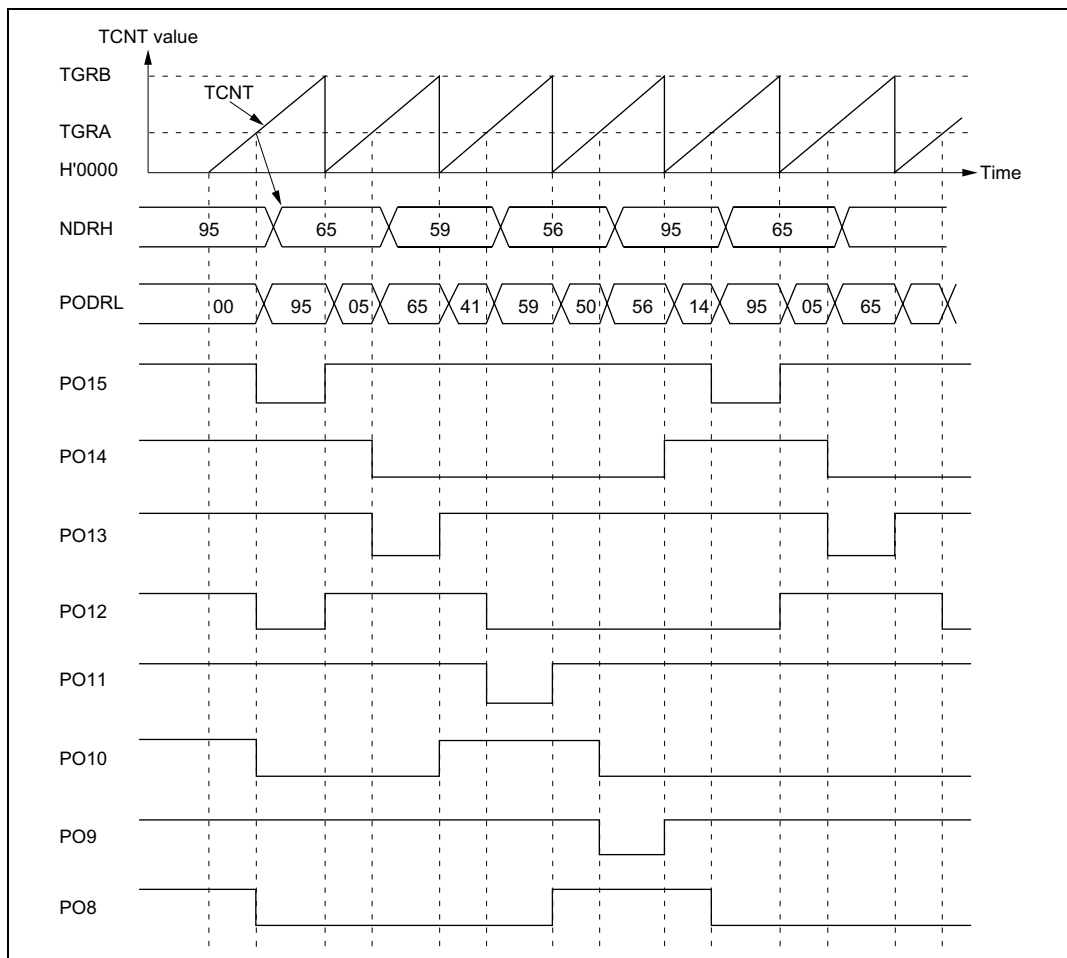 TCNT value
TGRB
TCNT
TGRA
H'0000
Time
NDRH
95 65 59 56 95 65
PODRL
00 95 05 65 41 59 50 56 14 95 05 65
PO15
PO14
PO13
PO12
PO11
PO10
PO9
PO8